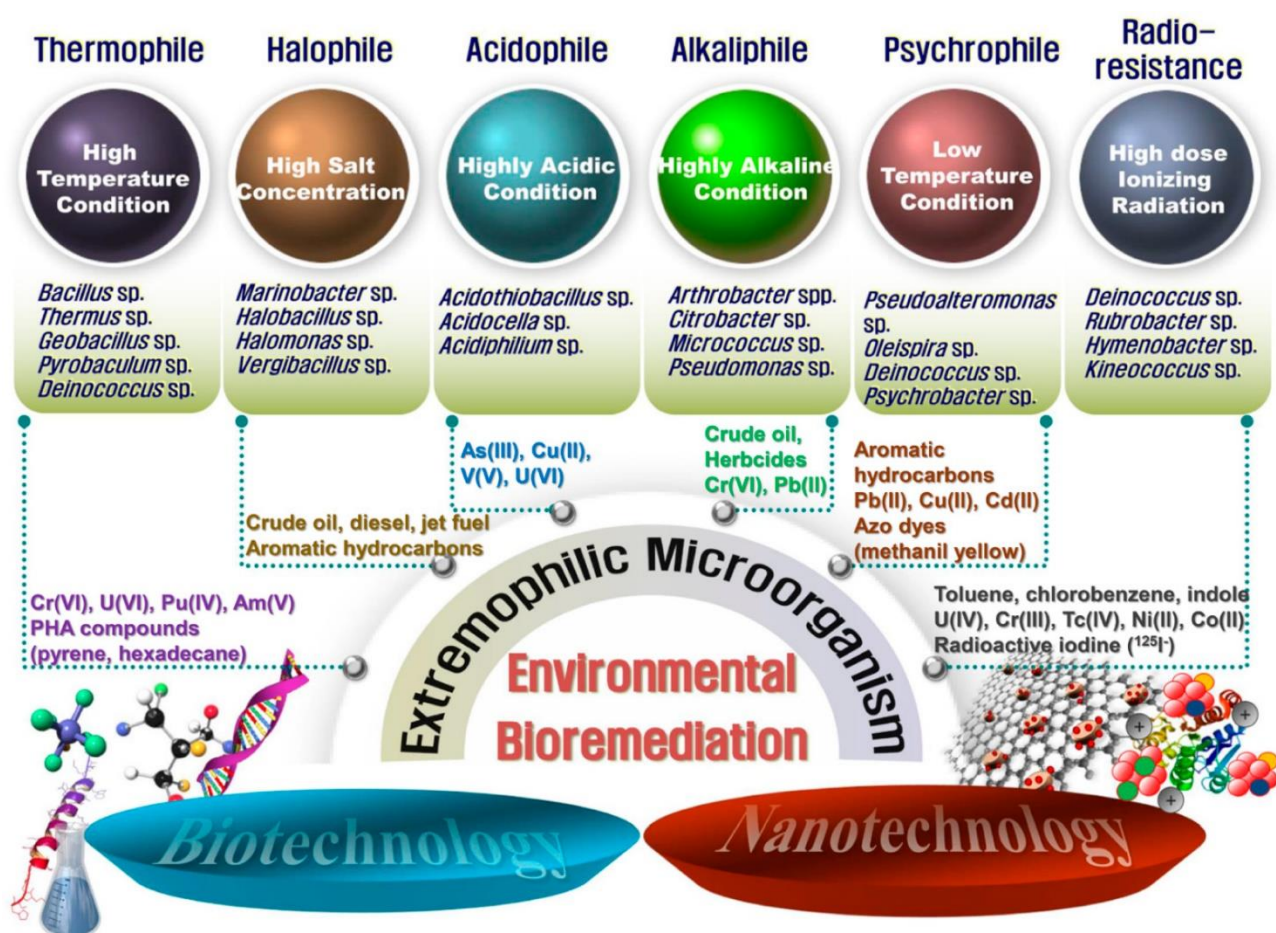 Thermophile
High
Temperature
Condition
Bacillus sp.
Thermus sp.
Geobacillus sp.
Pyrobaculum sp.
Deinococcus sp.
Halophile
High Salt
Concentration
Marinobacter sp.
Halobacillus sp.
Halomonas sp.
Vergibacillus sp.
Acidophile
Highly Acidic
Condition
Acidothiobacillus sp.
Acidocella sp.
Acidiphilium sp.
Alkaliphile
Highly Alkaline
Condition
Arthrobacter spp.
Citrobacter sp.
Micrococcus sp.
Pseudomonas sp.
Psychrophile
Low
Temperature
Condition
Pseudoalteromonas
sp.
Oleispira sp.
Deinococcus sp.
Psychrobacter sp.
Radio-
resistance
High dose
Ionizing
Radiation
Deinococcus sp.
Rubrobacter sp.
Hymenobacter sp.
Kineococcus sp.
Cr(VI), U(VI), Pu(IV), Am(V)
PHA compounds
(pyrene, hexadecane)
Crude oil, diesel, jet fuel
Aromatic hydrocarbons
As(III), Cu(II),
V(V), U(VI)
Crude oil,
Herbcides
Cr(VI), Pb(II)
Aromatic
hydrocarbons
Pb(II), Cu(II), Cd(II)
Azo dyes
(methanil yellow)
Toluene, chlorobenzene, indole
U(IV), Cr(III), Tc(IV), Ni(II), Co(II)
Radioactive iodine (¹²⁵I⁻)
Extremophilic Microorganism
Environmental
Bioremediation
+
+
+
Biotechnology
Nanotechnology